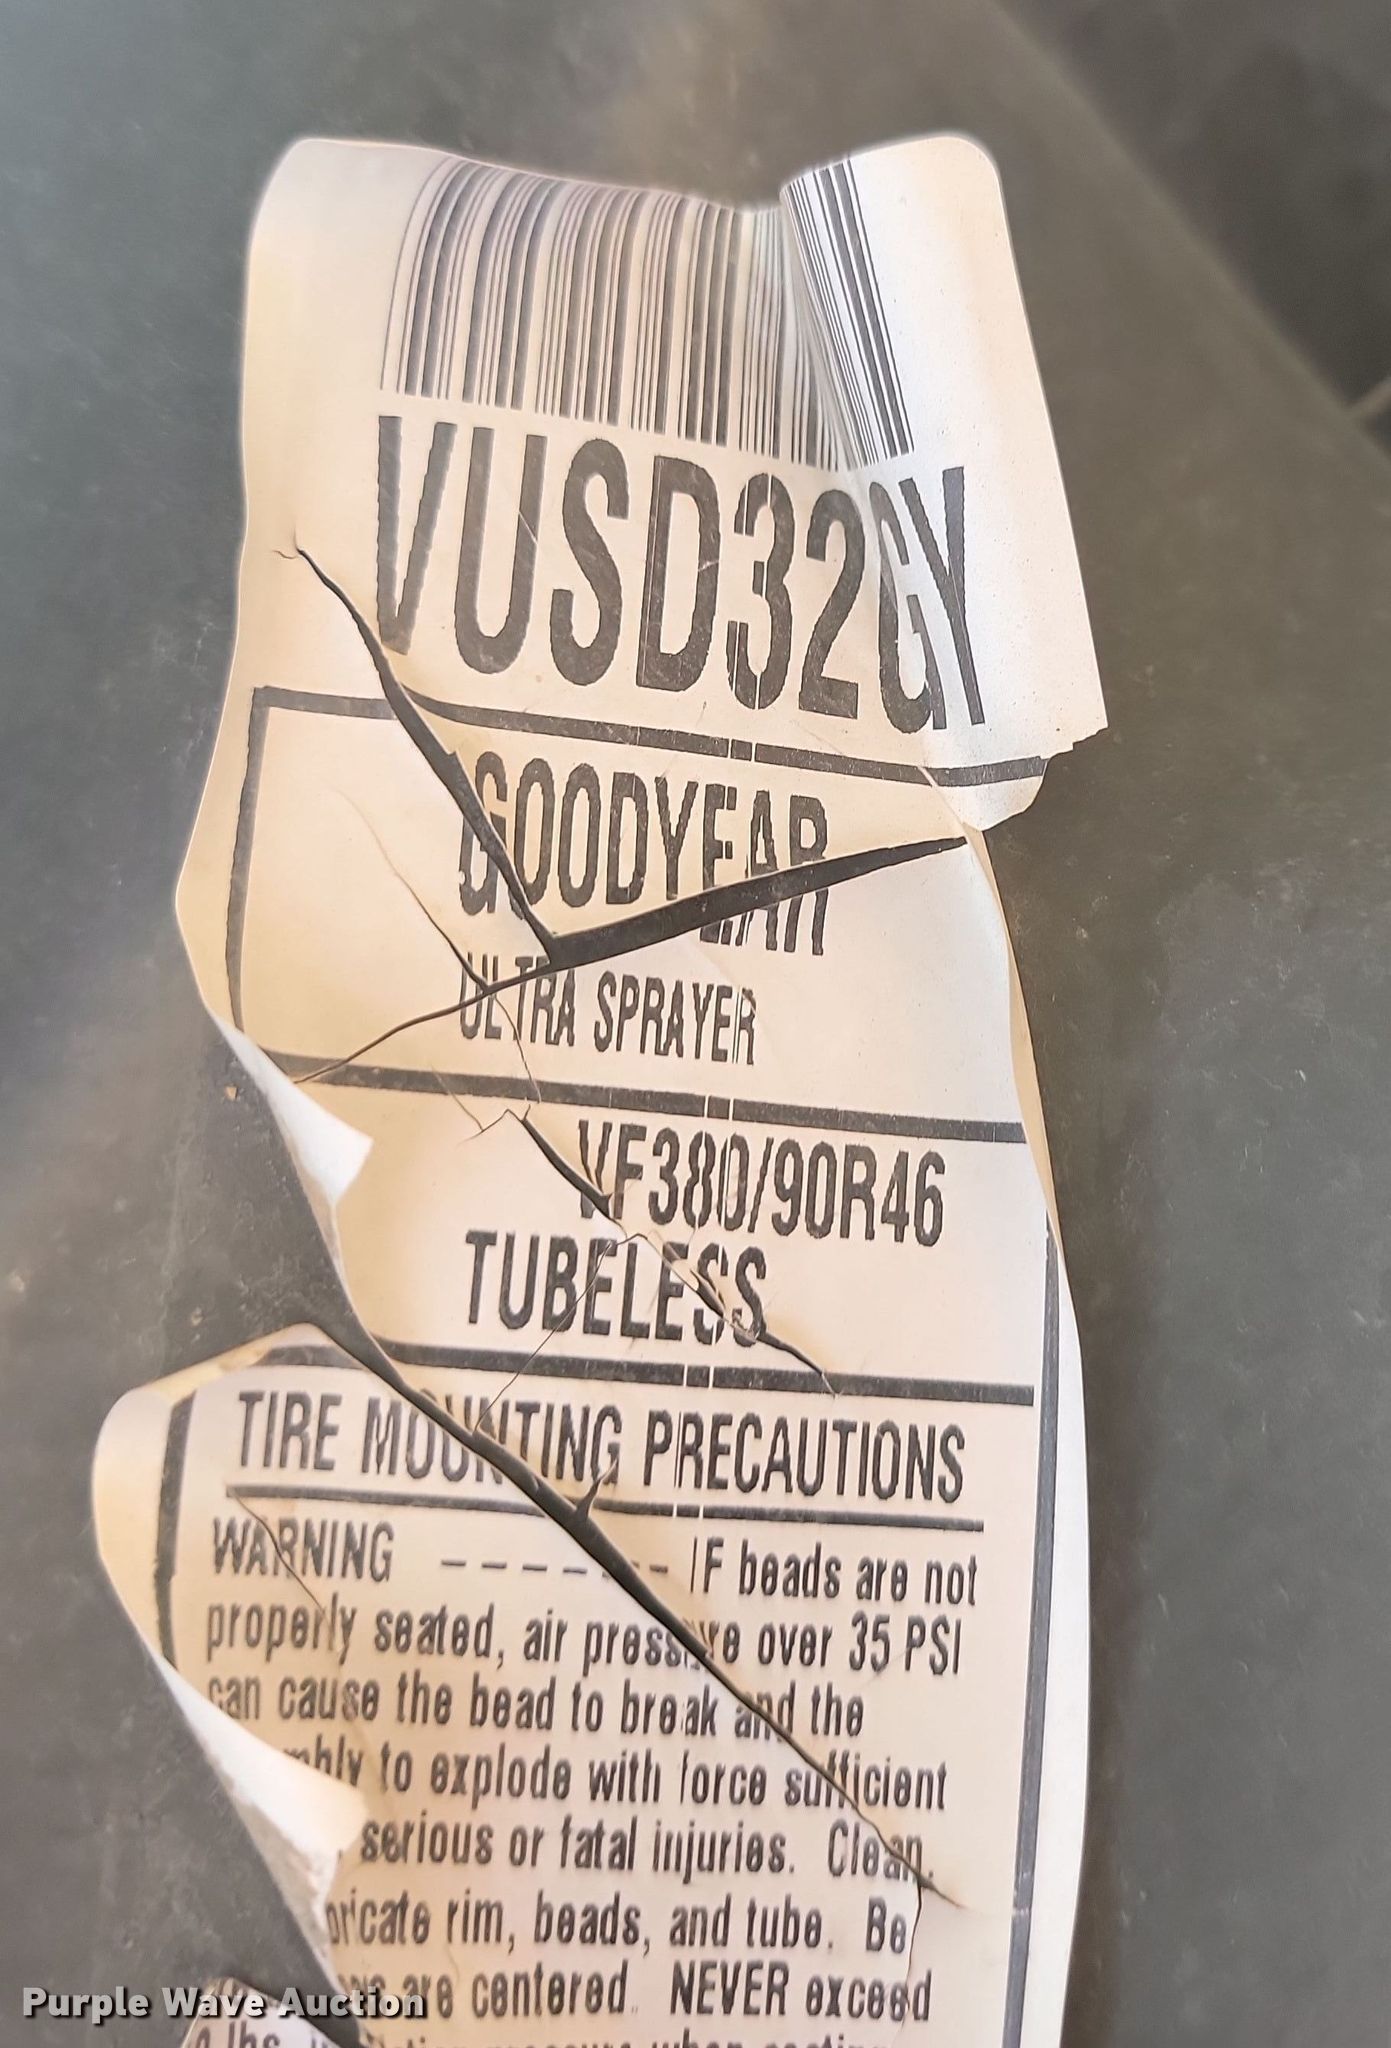 VUSD32GY
GOODYEAR
ULTRA SPRAYER
VF380/90R46
TUBELESS
TIRE MOUNTING PRECAUTIONS
WARNING - - - - - - - IF beads are not
properly seated, air pressure over 35 PSI
can cause the bead to break and the
to explode with force sufficient
serious or fatal injuries. Clean,
rim, beads, and tube. Be
are centered. NEVER exceed
Purple Wave Auction
lbs.